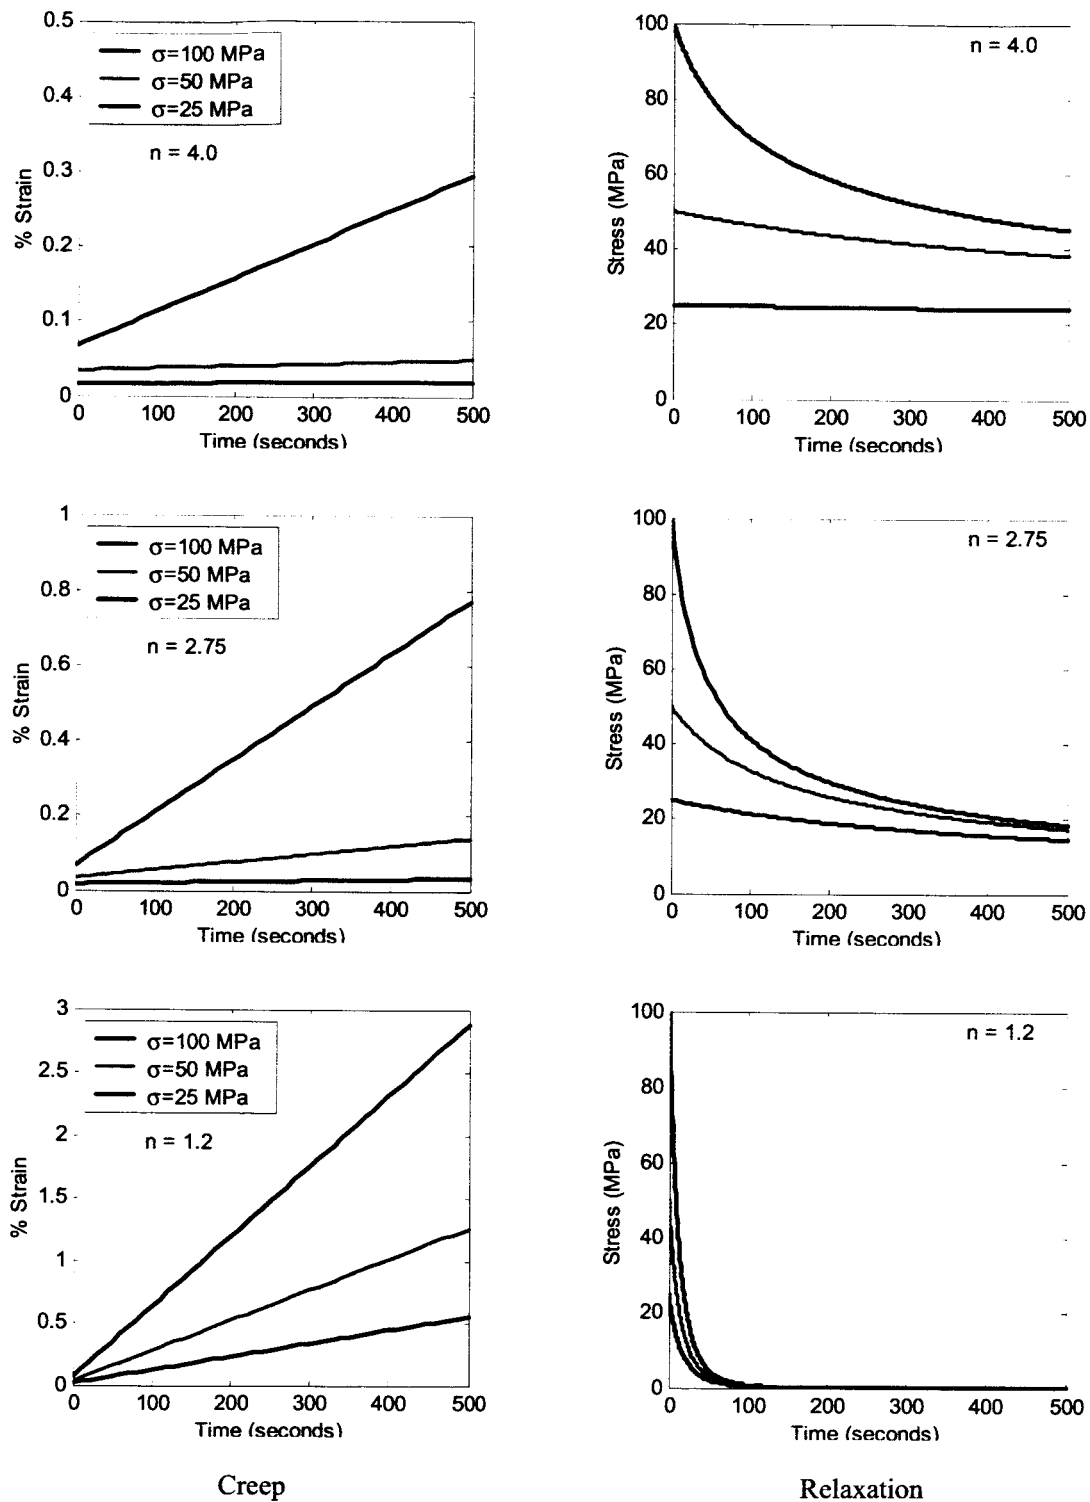 0.5
0.4
0.3
0.2
0.1
0
% Strain
σ=100 MPa
σ=50 MPa
σ=25 MPa
n = 4.0
0 100 200 300 400 500
Time (seconds)
100
80
60
40
20
0
Stress (MPa)
n = 4.0
0 100 200 300 400 500
Time (seconds)
1
0.8
0.6
0.4
0.2
0
% Strain
σ=100 MPa
σ=50 MPa
σ=25 MPa
n = 2.75
0 100 200 300 400 500
Time (seconds)
100
80
60
40
20
0
Stress (MPa)
n = 2.75
0 100 200 300 400 500
Time (seconds)
3
2.5
2
1.5
1
0.5
0
% Strain
σ=100 MPa
σ=50 MPa
σ=25 MPa
n = 1.2
0 100 200 300 400 500
Time (seconds)
100
80
60
40
20
0
Stress (MPa)
n = 1.2
0 100 200 300 400 500
Time (seconds)
Creep
Relaxation